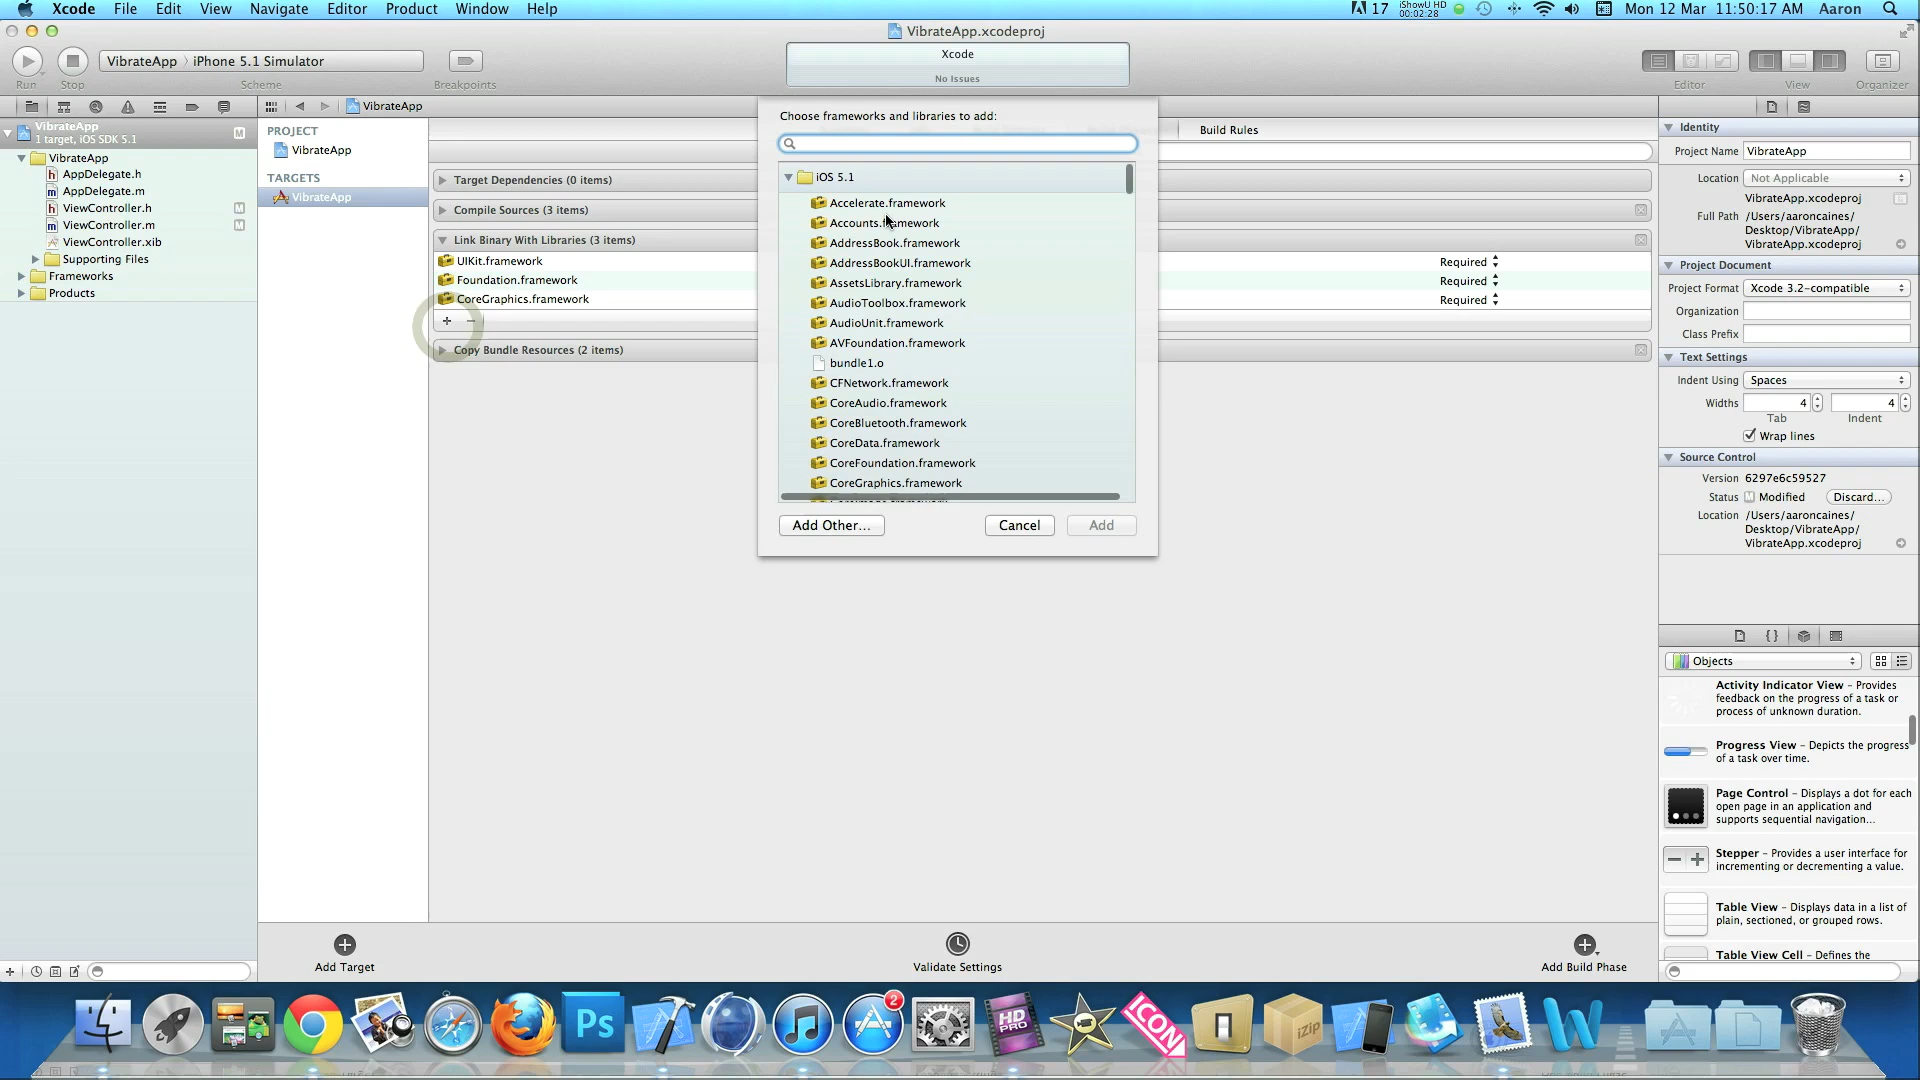 Xcode File Edit View Navigate Editor Product Window Help
17 iShowU HD 00:02:28 Mon 12 Mar 11:50:17 AM Aaron
VibrateApp.xcodeproj
VibrateApp 〉 iPhone 5.1 Simulator
Xcode
No Issues
Run Stop Scheme Breakpoints Editor View Organizer
VibrateApp
VibrateApp
1 target, iOS SDK 5.1
M
VibrateApp
AppDelegate.h
AppDelegate.m
ViewController.h
M
ViewController.m
M
ViewController.xib
Supporting Files
Frameworks
Products
PROJECT
VibrateApp
TARGETS
VibrateApp
Build Rules
Target Dependencies (0 items)
Compile Sources (3 items)
Link Binary With Libraries (3 items)
UIKit.framework Required
Foundation.framework Required
CoreGraphics.framework Required
+ −
Copy Bundle Resources (2 items)
Choose frameworks and libraries to add:
iOS 5.1
Accelerate.framework
Accounts.framework
AddressBook.framework
AddressBookUI.framework
AssetsLibrary.framework
AudioToolbox.framework
AudioUnit.framework
AVFoundation.framework
bundle1.o
CFNetwork.framework
CoreAudio.framework
CoreBluetooth.framework
CoreData.framework
CoreFoundation.framework
CoreGraphics.framework
Add Other... Cancel Add
Identity
Project Name VibrateApp
Location Not Applicable
VibrateApp.xcodeproj
Full Path /Users/aaroncaines/
Desktop/VibrateApp/
VibrateApp.xcodeproj
Project Document
Project Format Xcode 3.2-compatible
Organization
Class Prefix
Text Settings
Indent Using Spaces
Widths 4 4
Tab Indent
Wrap lines
Source Control
Version 6297e6c59527
Status M Modified Discard...
Location /Users/aaroncaines/
Desktop/VibrateApp/
VibrateApp.xcodeproj
{ }
Objects
Activity Indicator View – Provides
feedback on the progress of a task or
process of unknown duration.
Progress View – Depicts the progress
of a task over time.
Page Control – Displays a dot for each
open page in an application and
supports sequential navigation...
Stepper – Provides a user interface for
incrementing or decrementing a value.
Table View – Displays data in a list of
plain, sectioned, or grouped rows.
Table View Cell – Defines the
Add Target Validate Settings Add Build Phase
Ps
2
HD
PRO
ICON
iZip
W